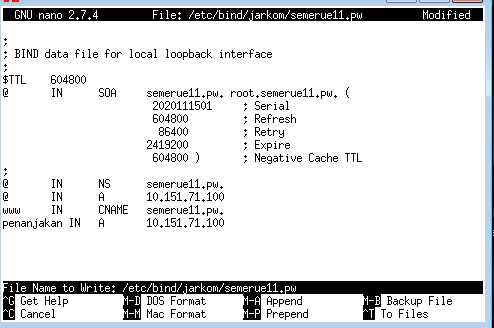 GNU nano 2.7.4 File: /etc/bind/jarkom/semerue11.pw Modified
;
; BIND data file for local loopback interface
;
$TTL 604800
@ IN SOA semerue11.pw. root.semerue11.pw. (
2020111501 ; Serial
604800 ; Refresh
86400 ; Retry
2419200 ; Expire
604800 ) ; Negative Cache TTL
;
@ IN NS semerue11.pw.
@ IN A 10.151.71.100
www IN CNAME semerue11.pw.
penanjakan IN A 10.151.71.100
File Name to Write: /etc/bind/jarkom/semerue11.pw
^G Get Help M-D DOS Format M-A Append M-B Backup File
^C Cancel M-M Mac Format M-P Prepend ^T To Files